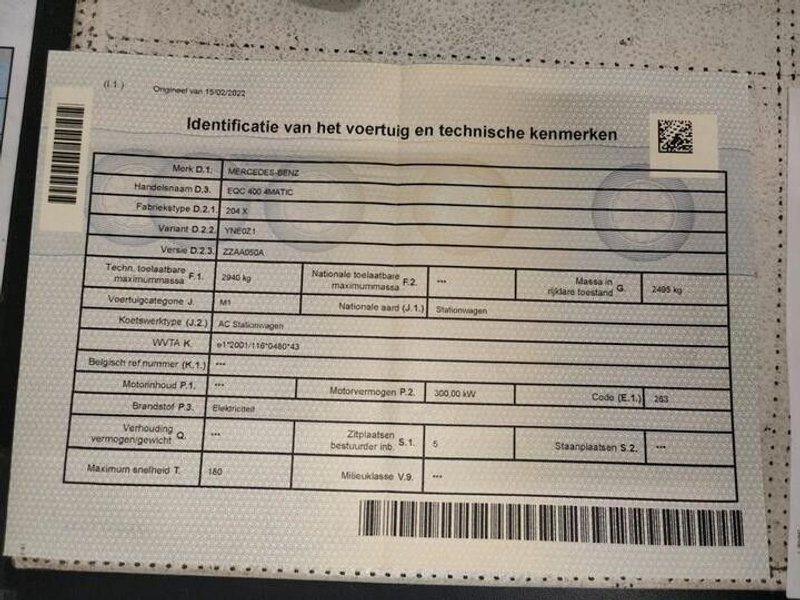 (I.1.) Origineel van 15/02/2022
Identificatie van het voertuig en technische kenmerken
Merk D.1. MERCEDES-BENZ
Handelsnaam D.3. EQC 400 4MATIC
Fabriekstype D.2.1. 204 X
Variant D.2.2. YNE0Z1
Versie D.2.3. ZZAA050A
Techn. toelaatbare maximummassa F.1. 2940 kg Nationale toelaatbare maximummassa F.2. --- Massa in rijklare toestand G. 2495 kg
Voertuigcategorie J. M1 Nationale aard (J.1.) Stationwagen
Koetswerktype (J.2.) AC Stationwagen
WVTA K. e1*2001/116*0480*43
Belgisch ref nummer (K.1.) ---
Motorinhoud P.1. --- Motorvermogen P.2. 300,00 kW Code (E.1.) 263
Brandstof P.3. Elektriciteit
Verhouding vermogen/gewicht Q. --- Zitplaatsen bestuurder inb. S.1. 5 Staanplaatsen S.2. ---
Maximum snelheid T. 180 Milieuklasse V.9. ---